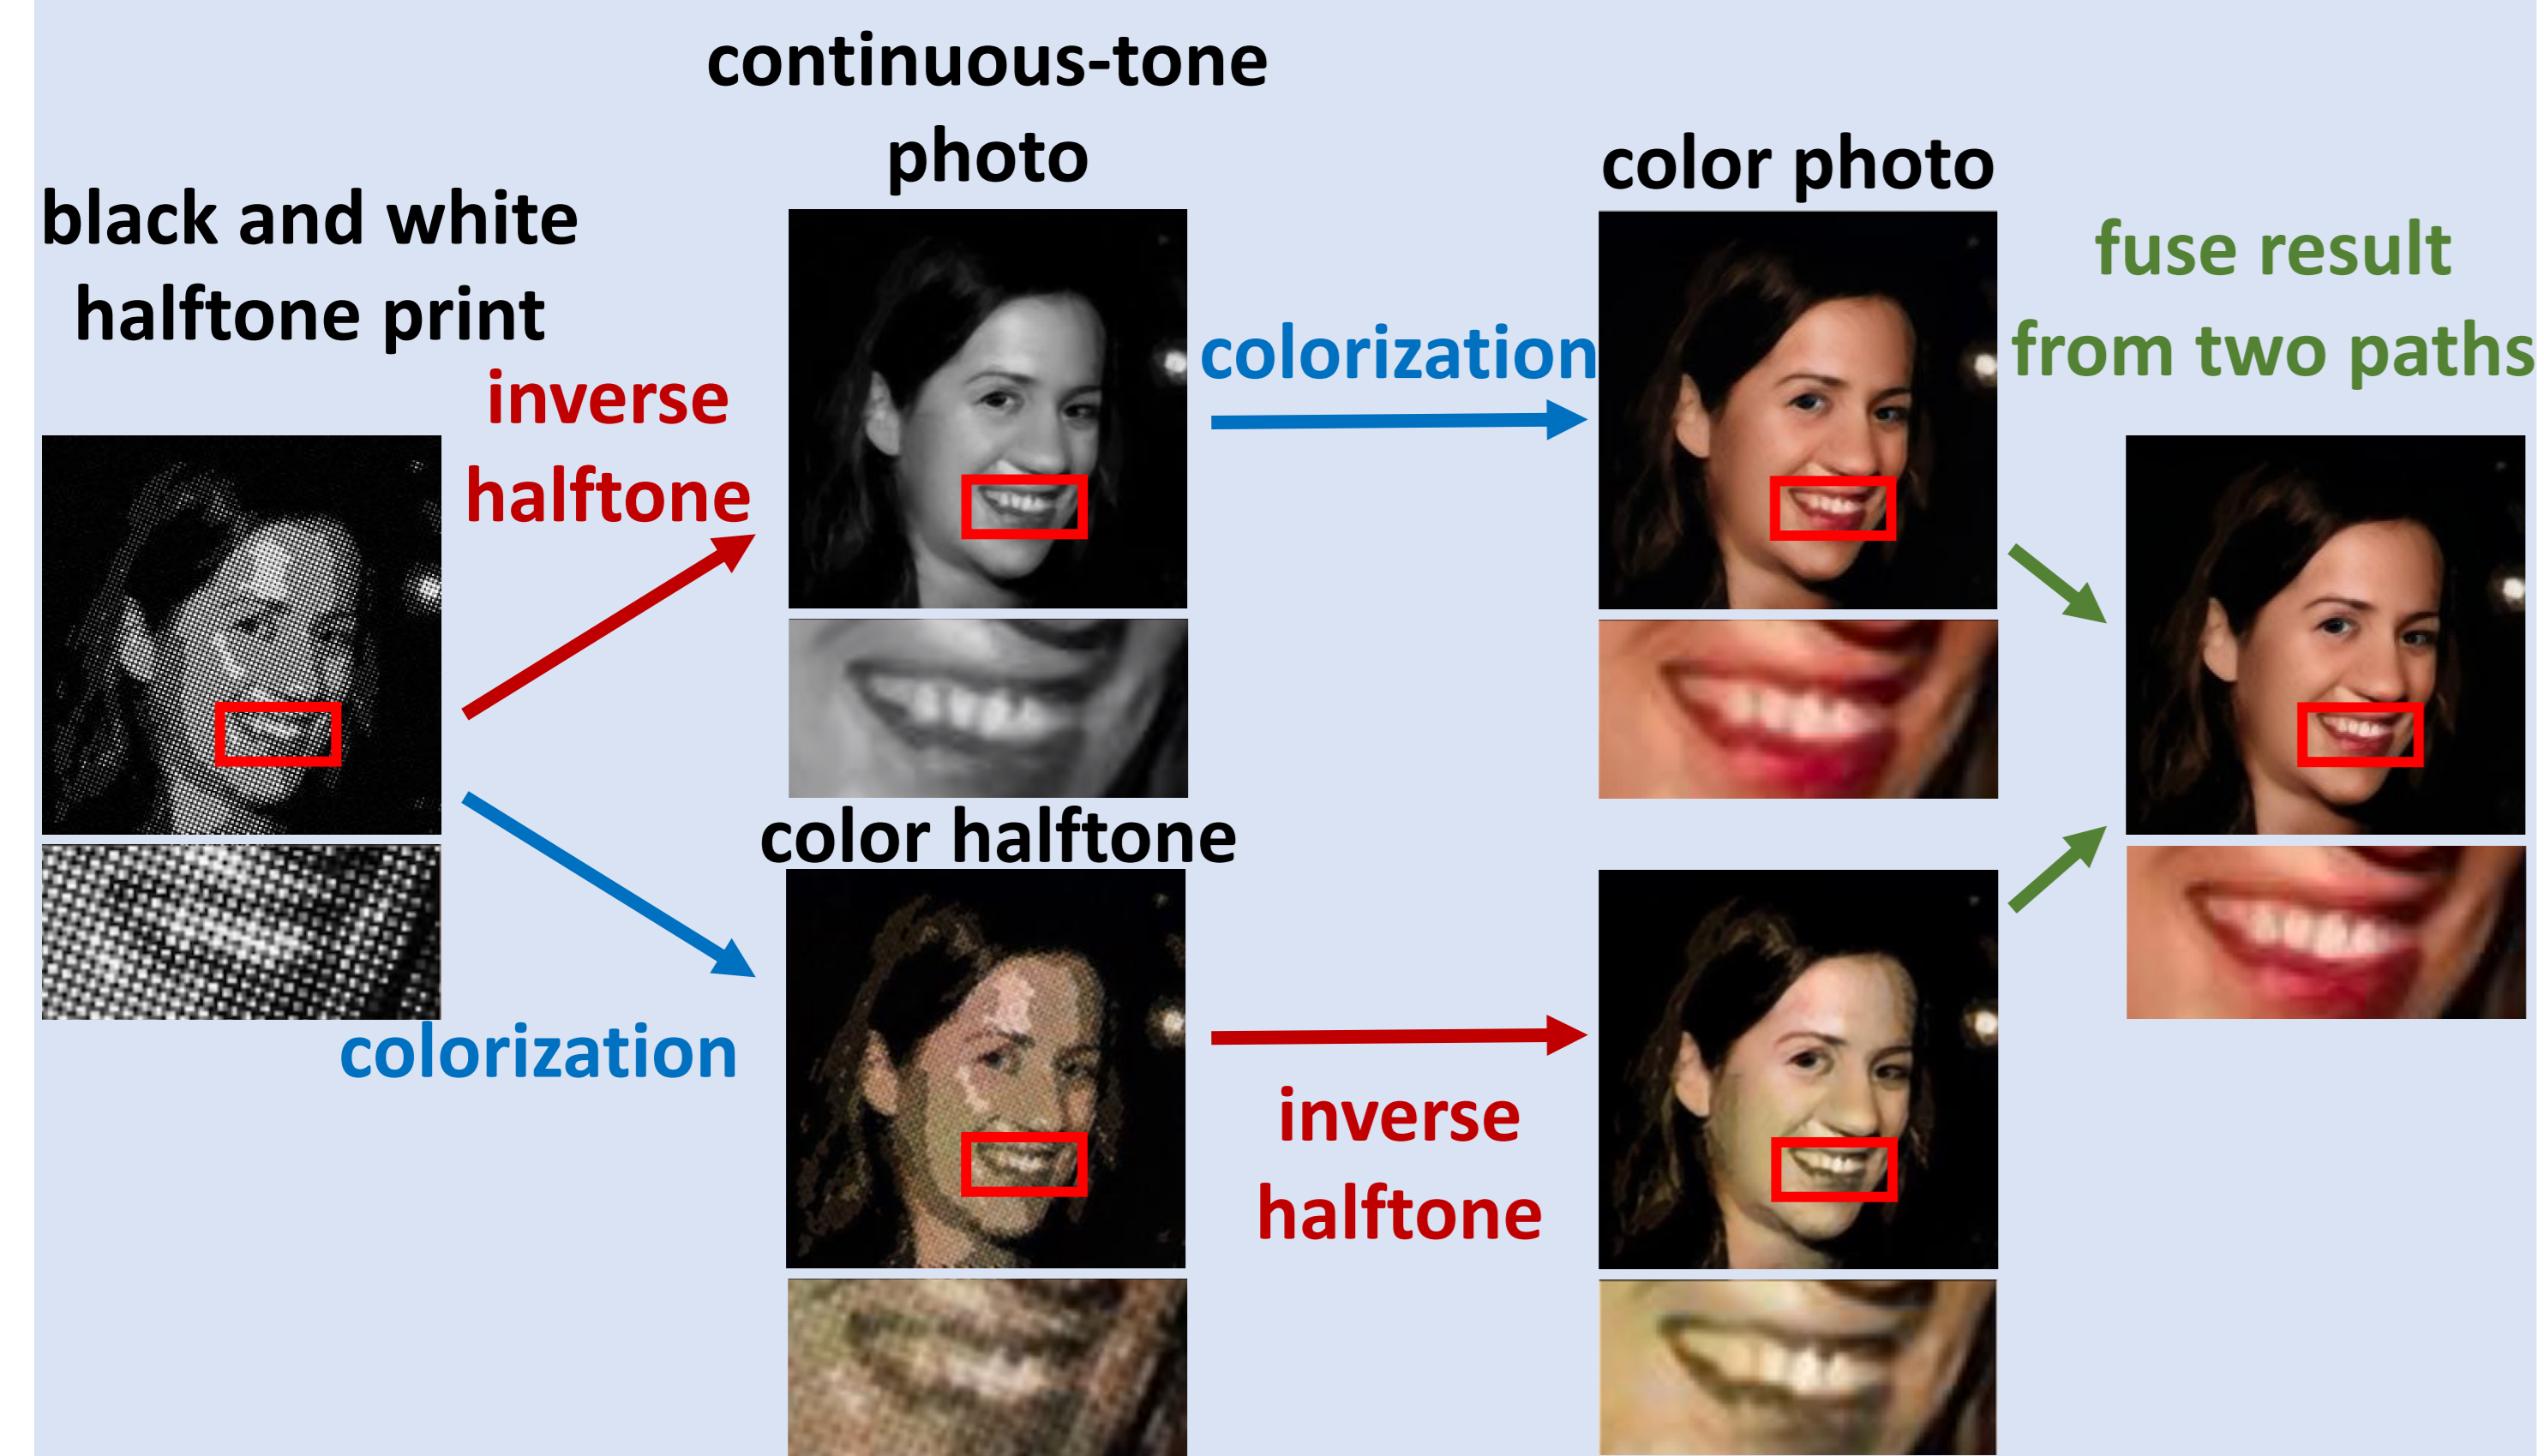 continuous-tone
photo
color photo
black and white
halftone print
fuse result
from two paths
inverse
halftone
colorization
color halftone
colorization
inverse
halftone